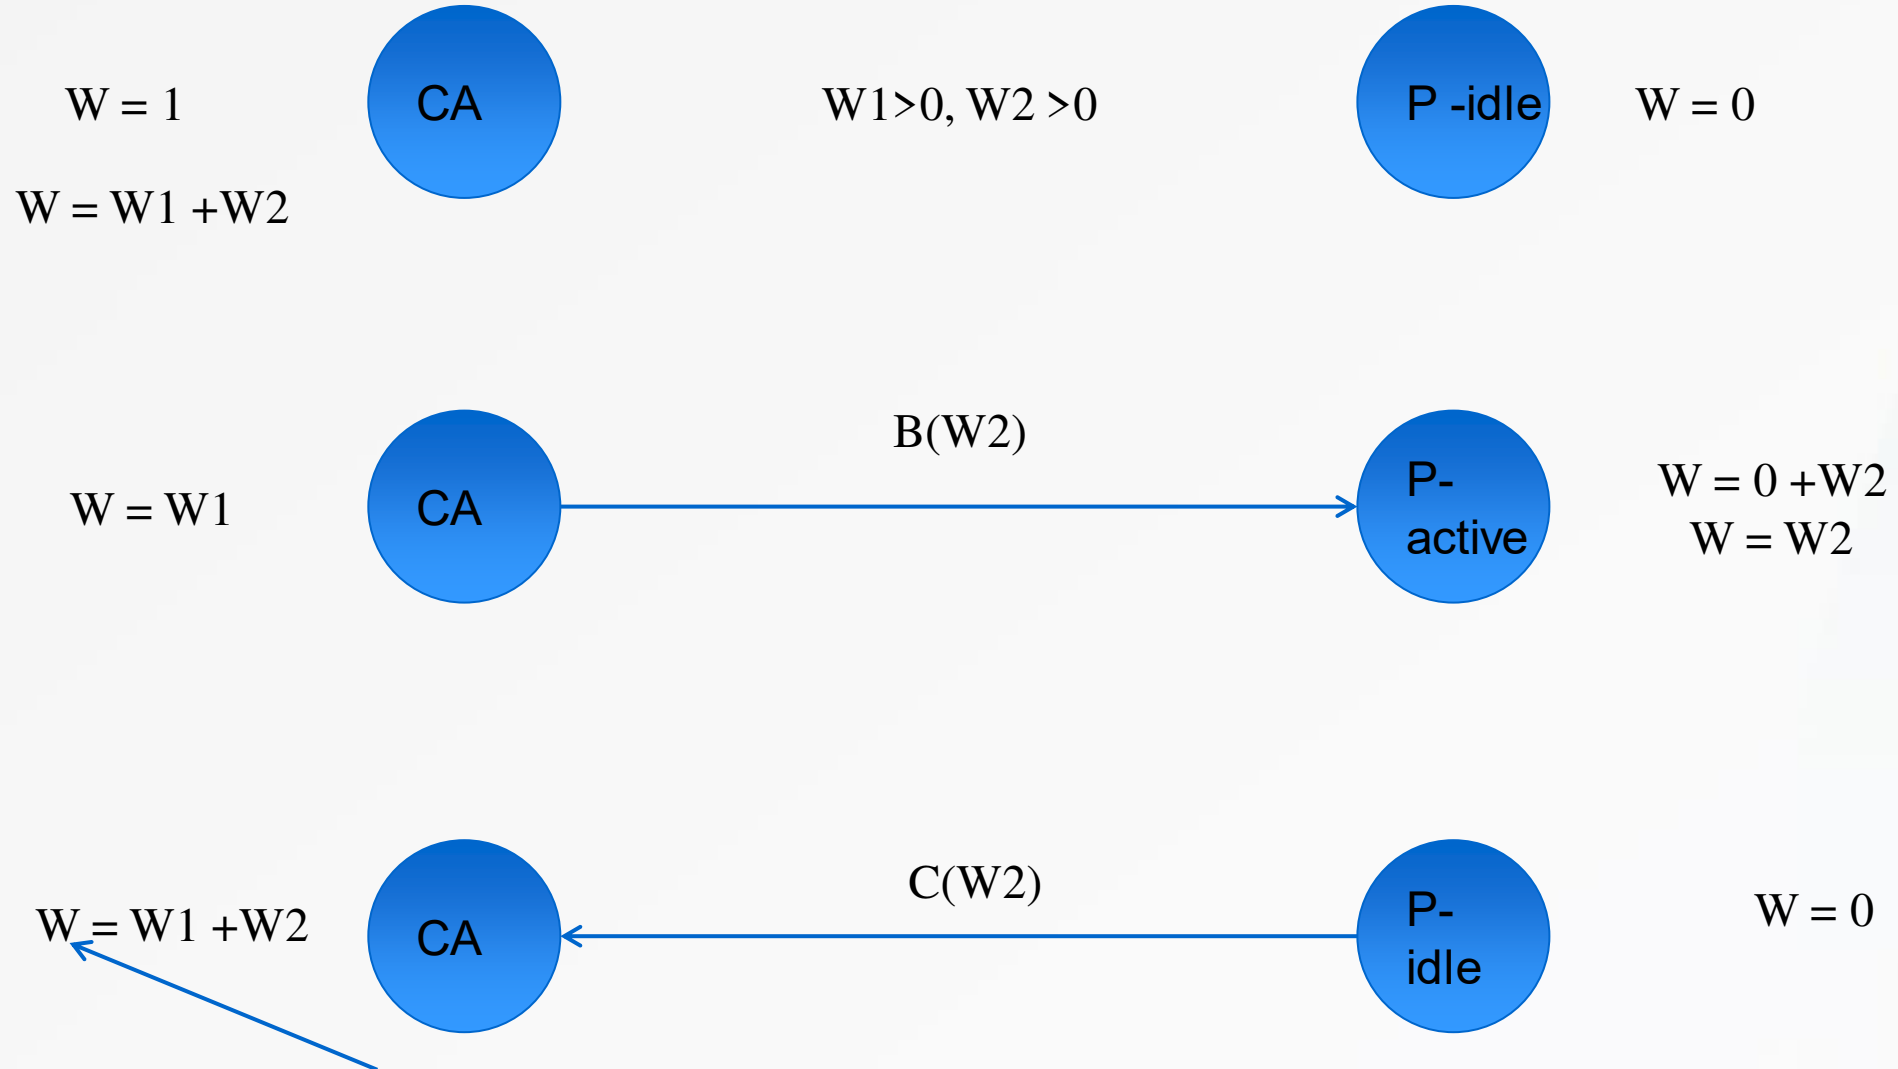 W = 1
CA
W1>0, W2 >0
P -idle
W = 0
W = W1 +W2
B(W2)
W = W1
CA
P-
active
W = 0 +W2
W = W2
C(W2)
W = W1 +W2
CA
P-
idle
W = 0